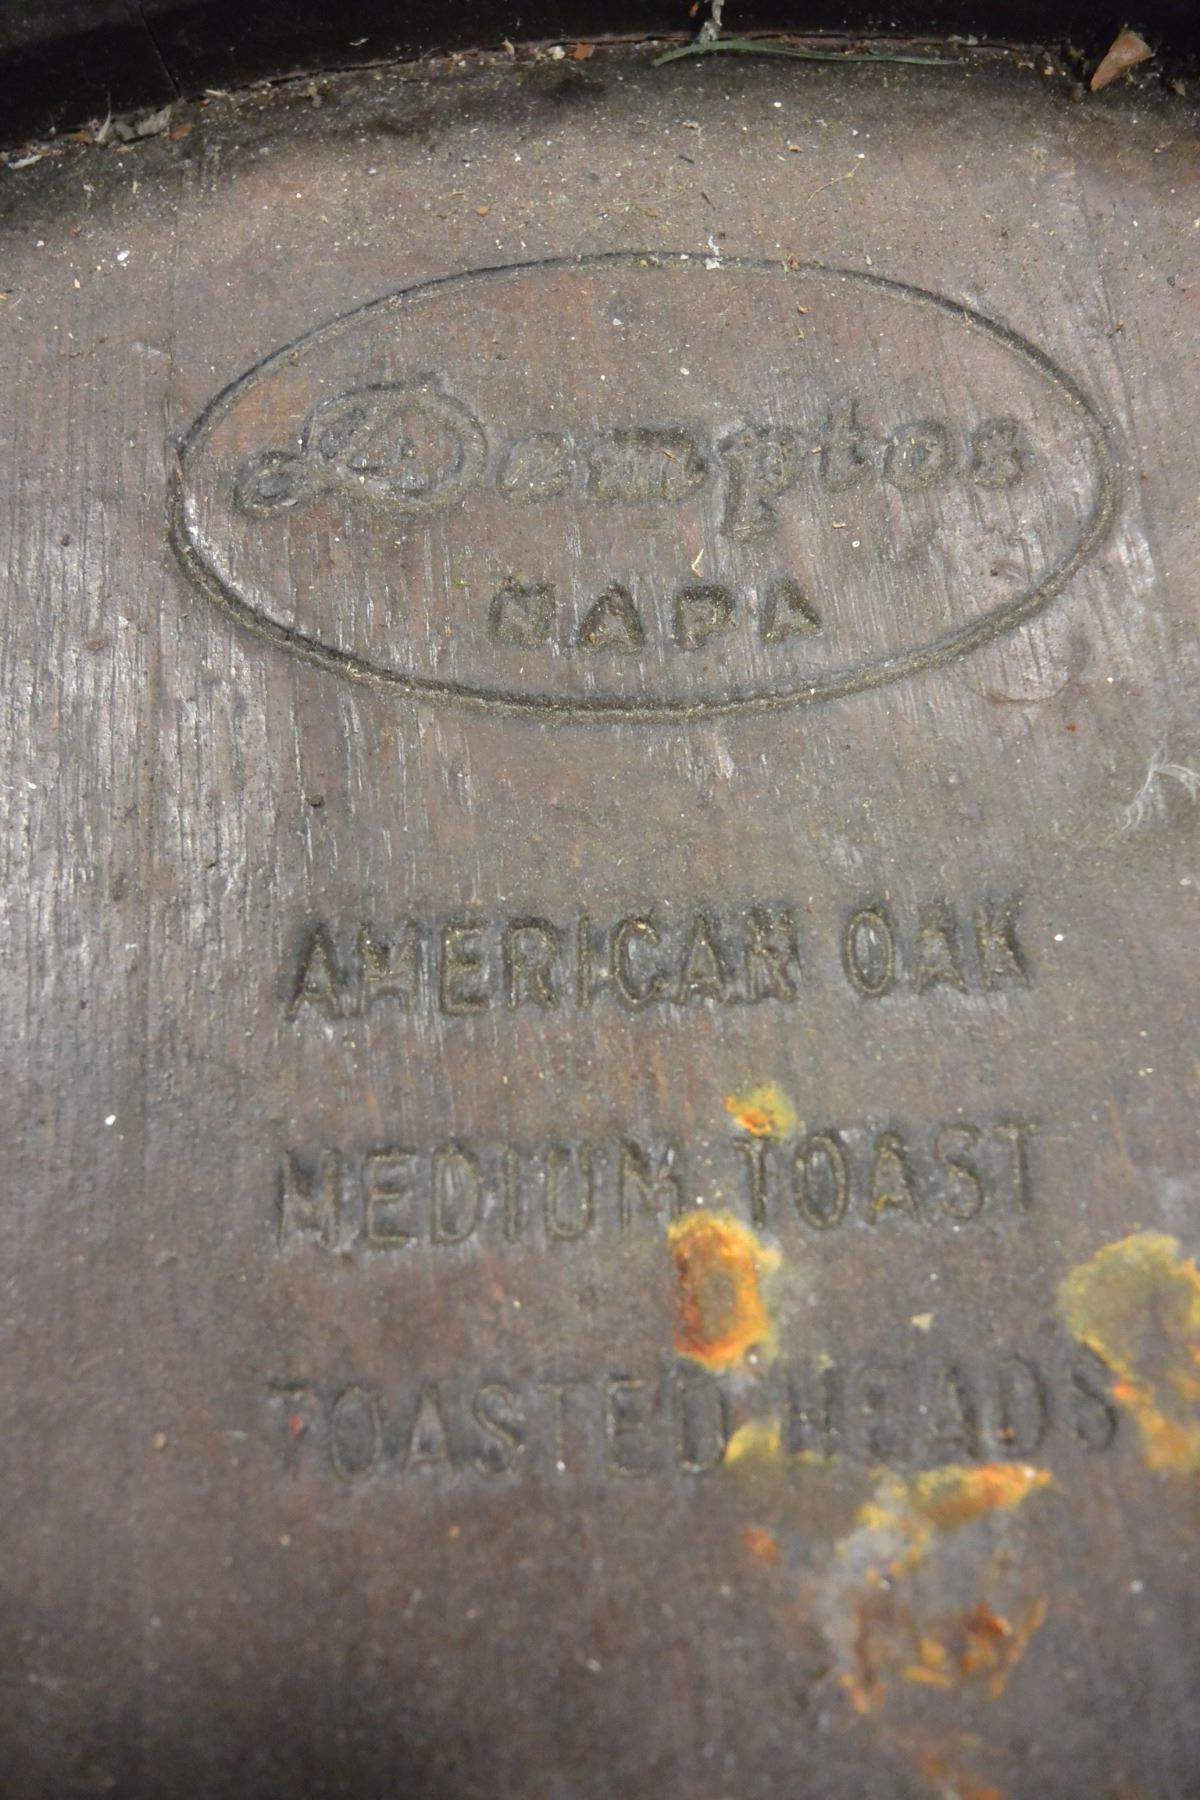 Demptos
NAPA
AMERICAN OAK
MEDIUM TOAST
TOASTED HEADS